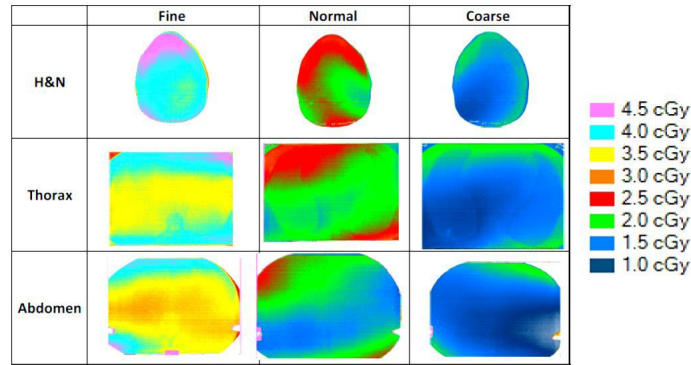 Fine Normal Coarse
H&N
Thorax
Abdomen
4.5 cGy
4.0 cGy
3.5 cGy
3.0 cGy
2.5 cGy
2.0 cGy
1.5 cGy
1.0 cGy